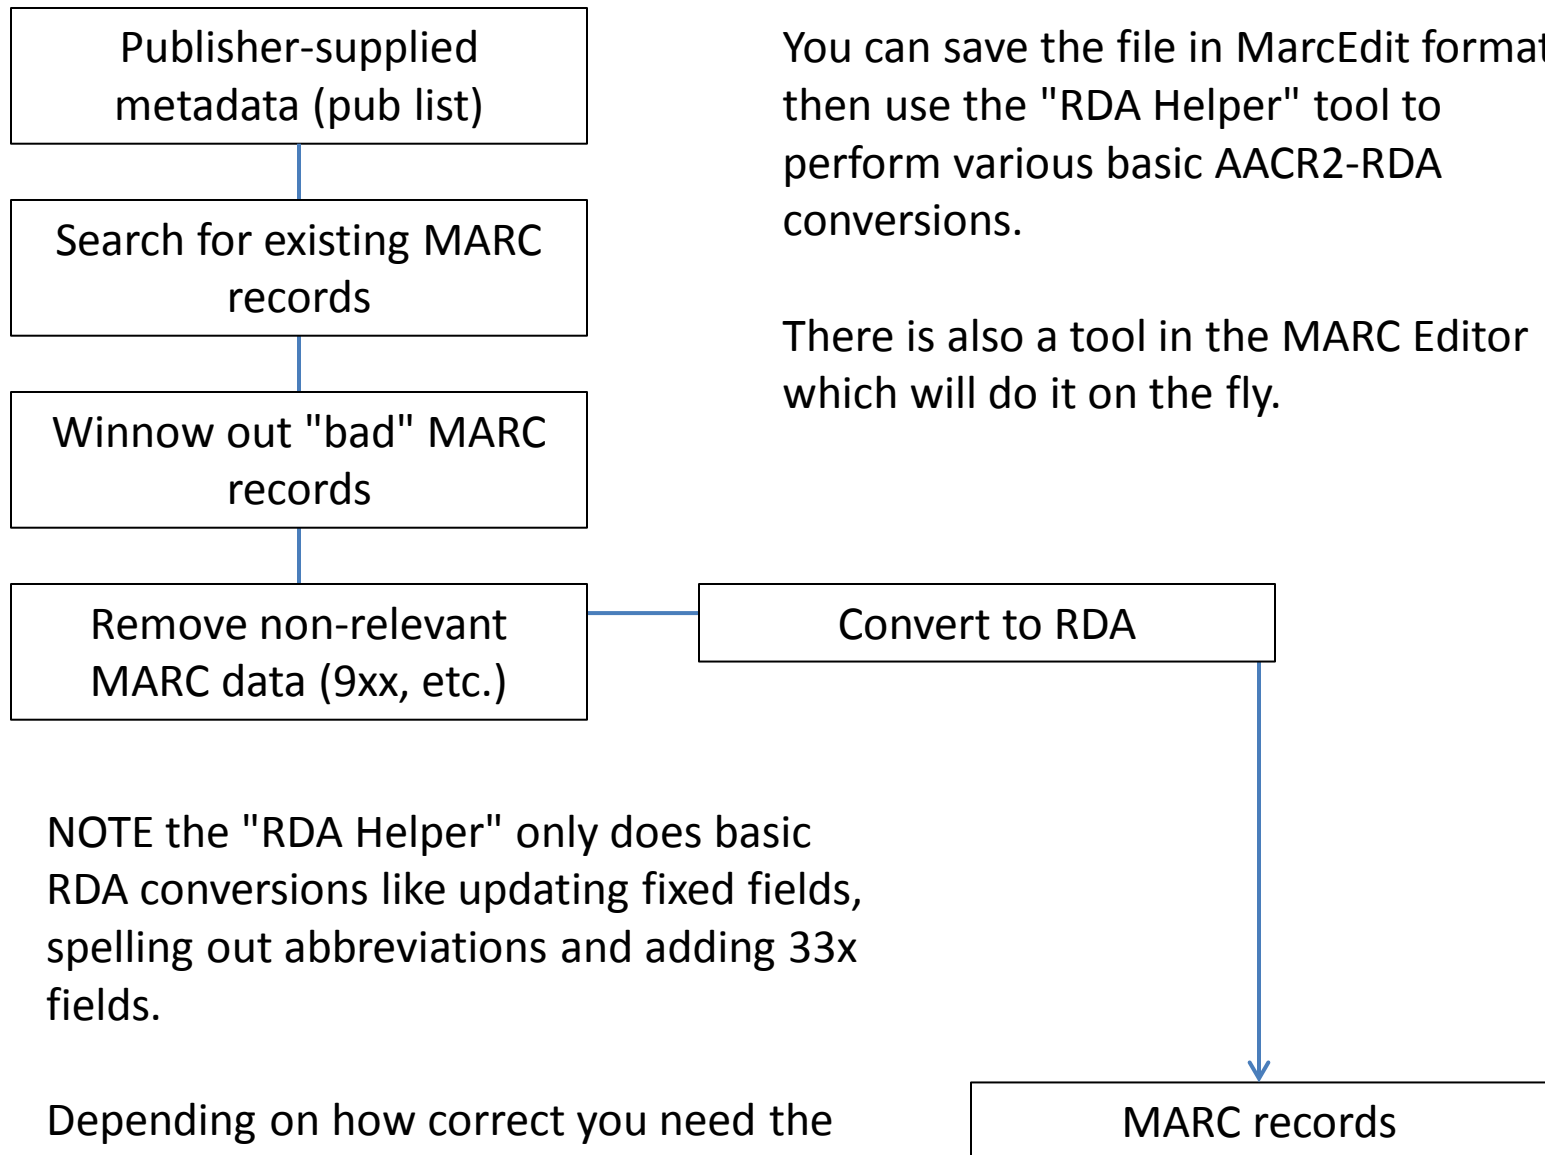 Publisher-supplied
metadata (pub list)
Search for existing MARC
records
Winnow out "bad" MARC
records
Remove non-relevant
MARC data (9xx, etc.)
You can save the file in MarcEdit format
then use the "RDA Helper" tool to
perform various basic AACR2-RDA
conversions.
There is also a tool in the MARC Editor
which will do it on the fly.
Convert to RDA
NOTE the "RDA Helper" only does basic
RDA conversions like updating fixed fields,
spelling out abbreviations and adding 33x
fields.
Depending on how correct you need the
MARC records